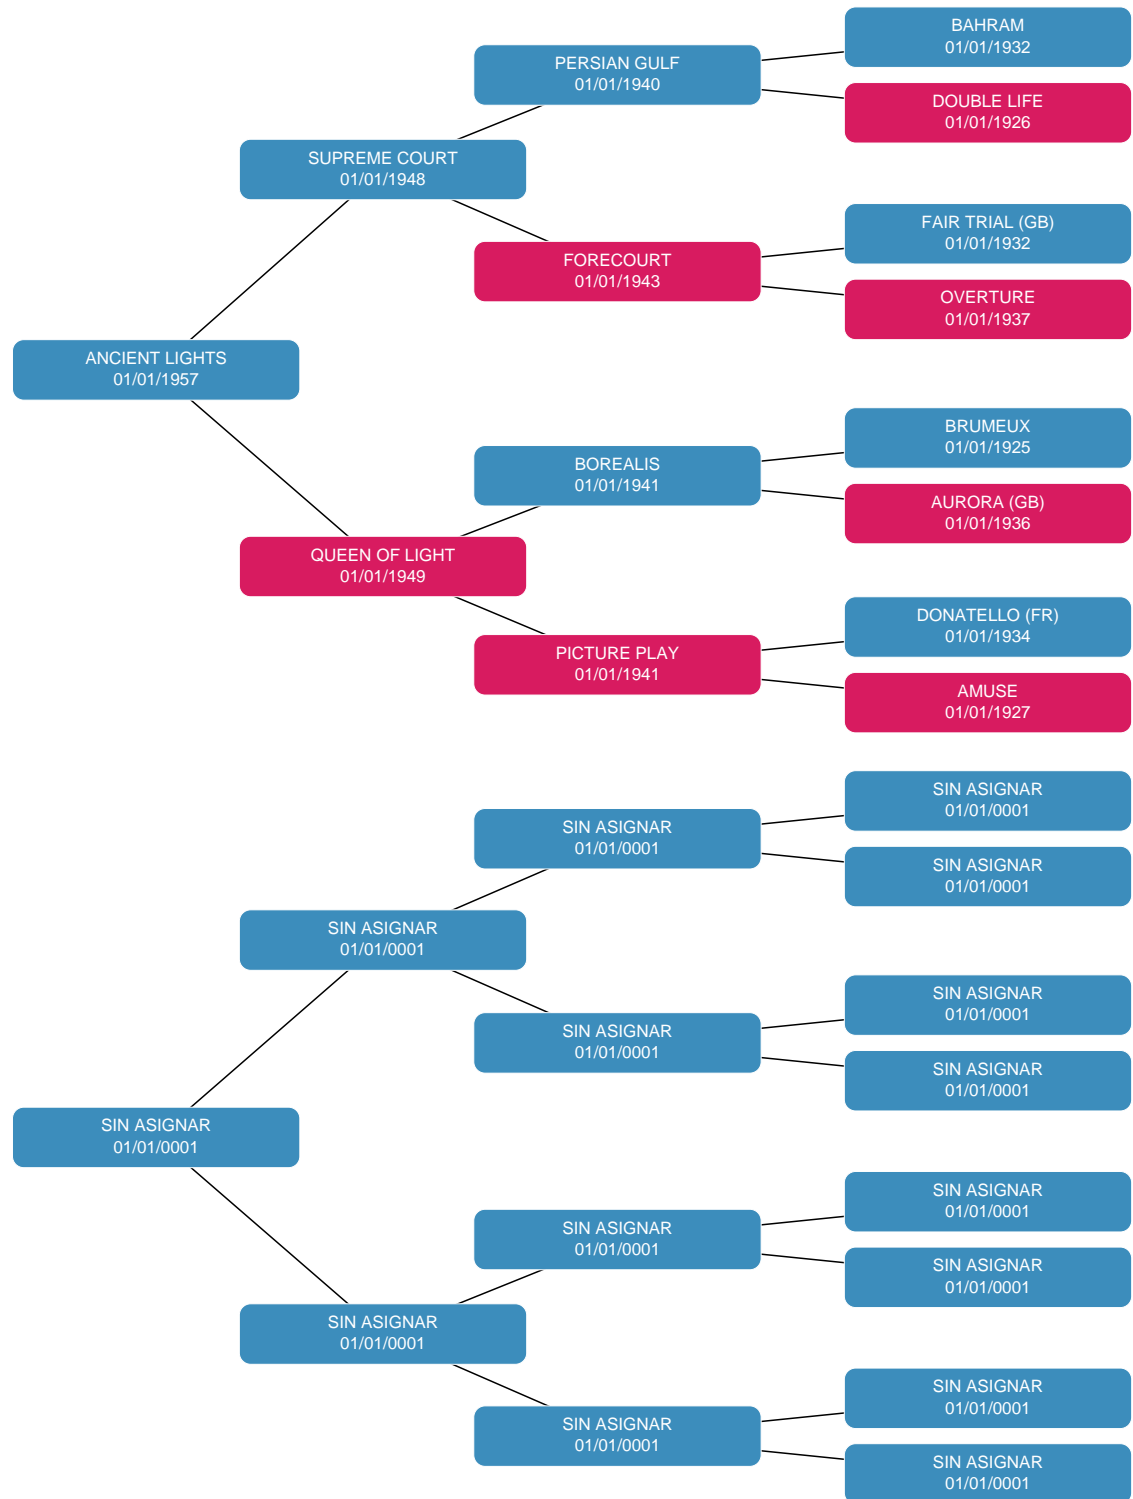 BAHRAM
01/01/1932
PERSIAN GULF
01/01/1940
DOUBLE LIFE
01/01/1926
SUPREME COURT
01/01/1948
FAIR TRIAL (GB)
01/01/1932
FORECOURT
01/01/1943
OVERTURE
01/01/1937
ANCIENT LIGHTS
01/01/1957
BRUMEUX
01/01/1925
BOREALIS
01/01/1941
AURORA (GB)
01/01/1936
QUEEN OF LIGHT
01/01/1949
DONATELLO (FR)
01/01/1934
PICTURE PLAY
01/01/1941
AMUSE
01/01/1927
SIN ASIGNAR
01/01/0001
SIN ASIGNAR
01/01/0001
SIN ASIGNAR
01/01/0001
SIN ASIGNAR
01/01/0001
SIN ASIGNAR
01/01/0001
SIN ASIGNAR
01/01/0001
SIN ASIGNAR
01/01/0001
SIN ASIGNAR
01/01/0001
SIN ASIGNAR
01/01/0001
SIN ASIGNAR
01/01/0001
SIN ASIGNAR
01/01/0001
SIN ASIGNAR
01/01/0001
SIN ASIGNAR
01/01/0001
SIN ASIGNAR
01/01/0001
SIN ASIGNAR
01/01/0001